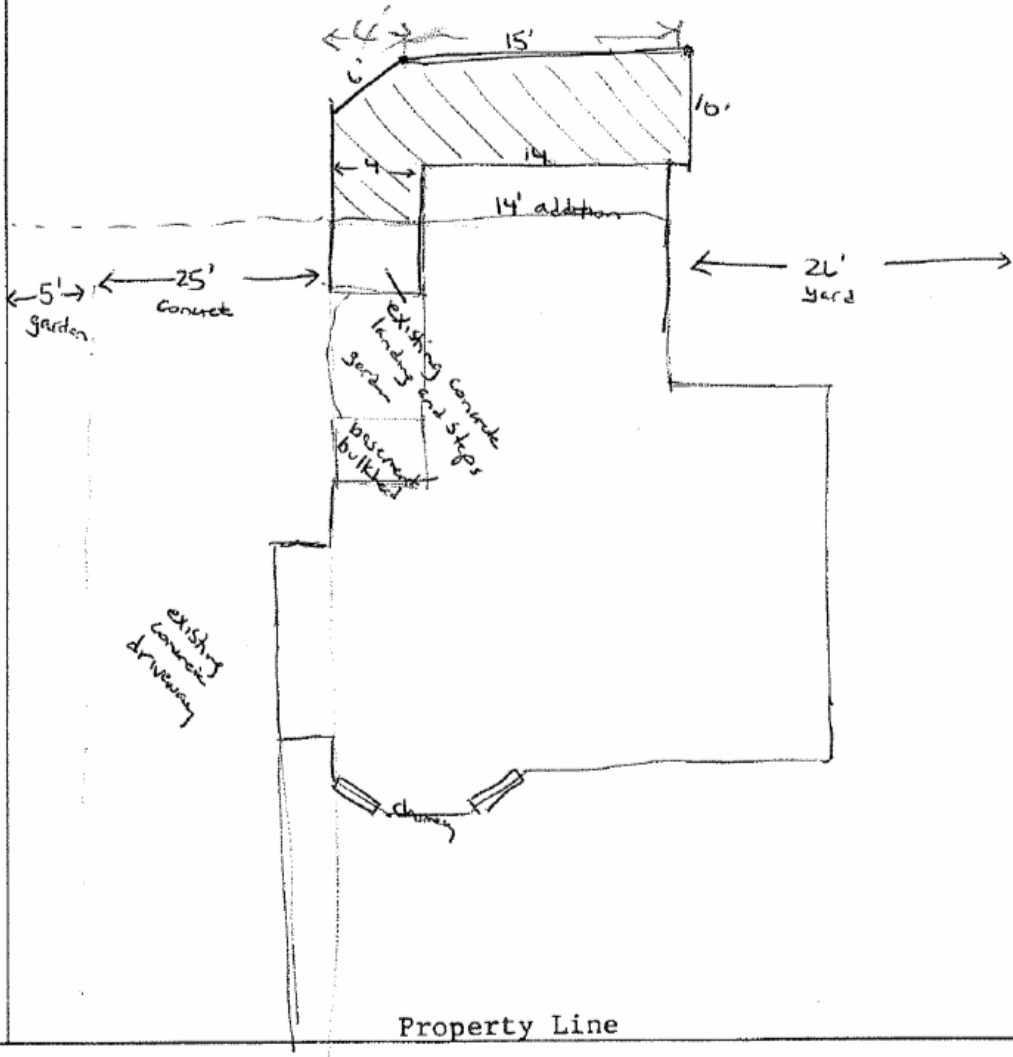 4'
15'
6'
10'
4
14
14' addition
5'
garden
25'
concrete
existing concrete
landing and steps
garden
basement
bulkhead
yard
existing
concrete
driveway
chimney
Property Line